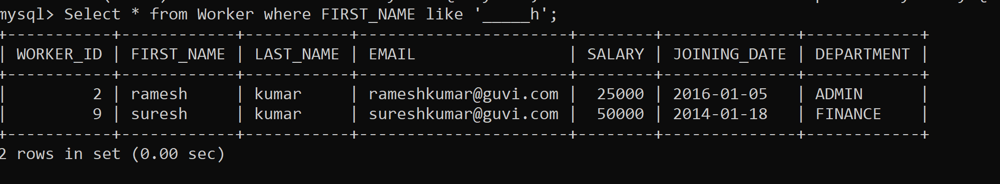 mysql> Select * from Worker where FIRST_NAME like '_____h';
+-----------+------------+-----------+----------------------+--------+--------------+------------+
| WORKER_ID | FIRST_NAME | LAST_NAME | EMAIL                | SALARY | JOINING_DATE | DEPARTMENT |
+-----------+------------+-----------+----------------------+--------+--------------+------------+
|         2 | ramesh     | kumar     | rameshkumar@guvi.com |  25000 | 2016-01-05   | ADMIN      |
|         9 | suresh     | kumar     | sureshkumar@guvi.com |  50000 | 2014-01-18   | FINANCE    |
+-----------+------------+-----------+----------------------+--------+--------------+------------+
2 rows in set (0.00 sec)